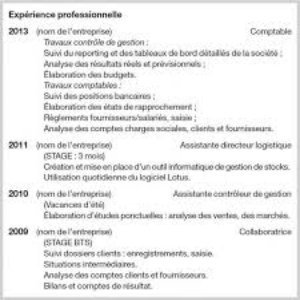 Expérience professionnelle
2013 (nom de l'entreprise) Comptable
Travaux contrôle de gestion :
Suivi du reporting et des tableaux de bord détaillés de la société ;
Analyse des résultats réels et prévisionnels ;
Élaboration des budgets.
Travaux comptables :
Suivi des positions bancaires ;
Élaboration des états de rapprochement ;
Règlements fournisseurs/salariés, saisie ;
Analyse des comptes charges sociales, clients et fournisseurs.
2011 (nom de l'entreprise) Assistante directeur logistique
(STAGE : 3 mois)
Création et mise en place d'un outil informatique de gestion de stocks.
Utilisation quotidienne du logiciel Lotus.
2010 (nom de l'entreprise) Assistante contrôleur de gestion
(Vacances d'été)
Élaboration d'études ponctuelles : analyse des ventes, des marchés.
2009 (nom de l'entreprise) Collaboratrice
(STAGE BTS)
Suivi dossiers clients : enregistrements, saisie.
Situations intermédiaires.
Analyse des comptes clients et fournisseurs.
Bilans et comptes de résultat.